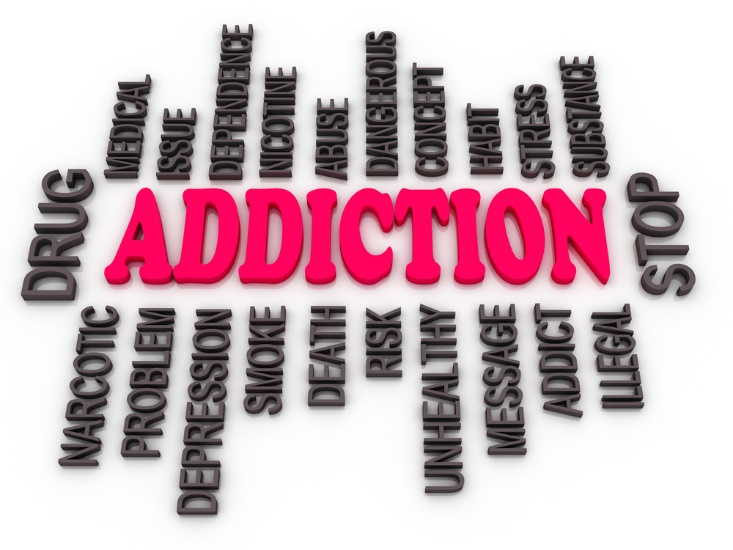 MEDICAL
ISSUE
DEPENDENCE
NICOTINE
ABUSE
DANGEROUS
CONCEPT
HABIT
STRESS
SUBSTANCE
DRUG
ADDICTION
STOP
NARCOTIC
PROBLEM
DEPRESSION
SMOKE
DEATH
RISK
UNHEALTHY
MESSAGE
ADDICT
ILLEGAL